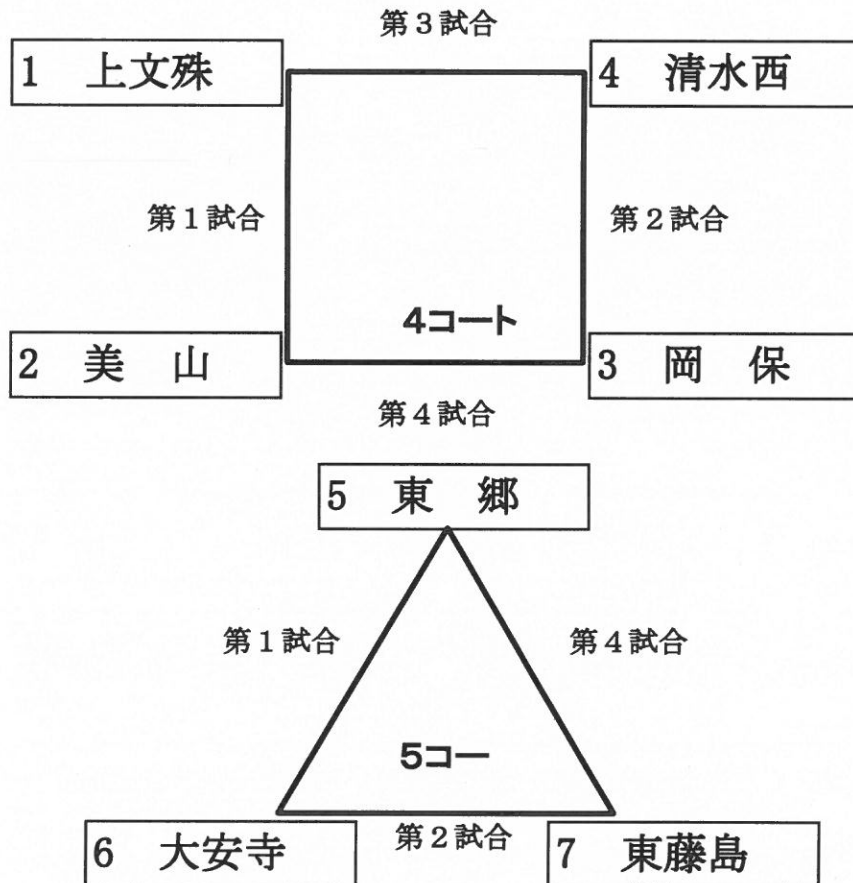 第３試合
1 上文殊
4 清水西
第１試合
第２試合
4コート
2 美 山
3 岡 保
第４試合
5 東 郷
第１試合
第４試合
5コー
6 大安寺
第２試合
7 東藤島